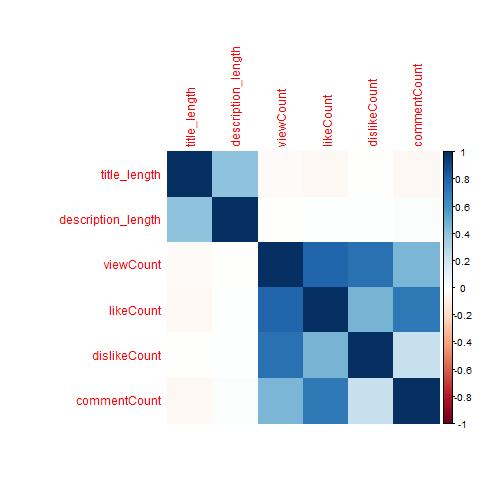 title_length
description_length
viewCount
likeCount
dislikeCount
commentCount
title_length
description_length
viewCount
likeCount
dislikeCount
commentCount
1
0.8
0.6
0.4
0.2
0
-0.2
-0.4
-0.6
-0.8
-1